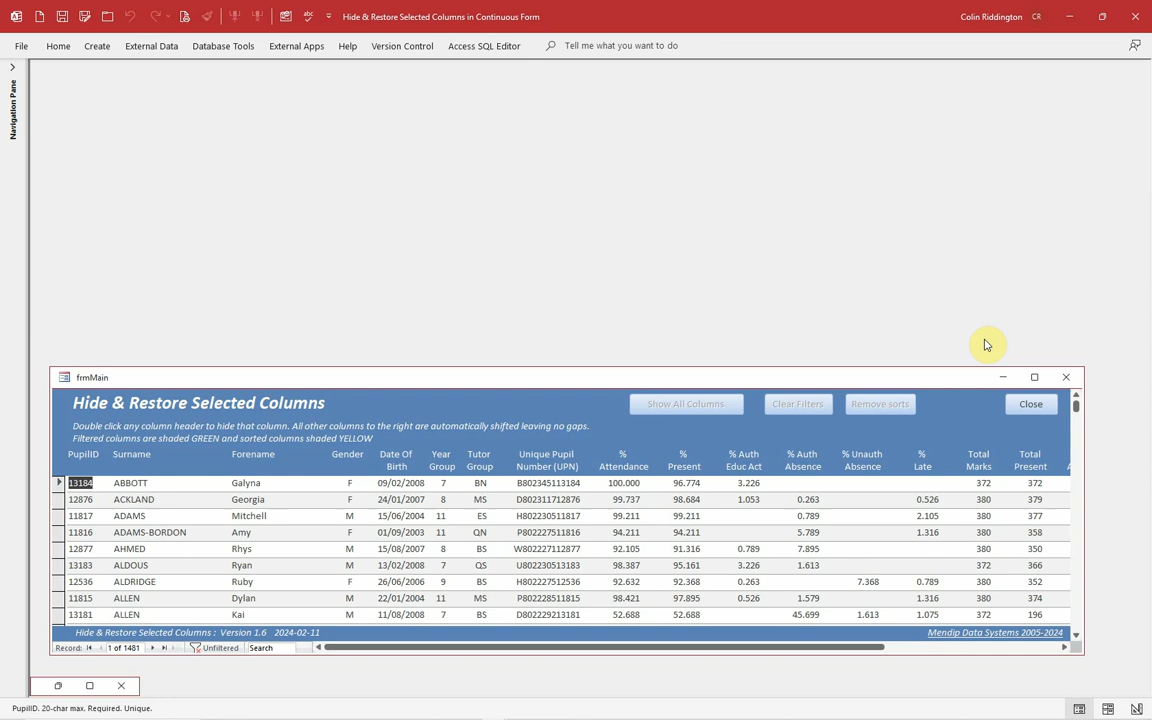 Hide & Restore Selected Columns in Continuous Form
Colin Riddington CR
File Home Create External Data Database Tools External Apps Help Version Control Access SQL Editor Tell me what you want to do
Navigation Pane
frmMain
Hide & Restore Selected Columns
Show All Columns Clear Filters Remove sorts Close
Double click any column header to hide that column. All other columns to the right are automatically shifted leaving no gaps.
Filtered columns are shaded GREEN and sorted columns shaded YELLOW
PupilID Surname Forename Gender Date Of Year Tutor Unique Pupil % % % Auth % Auth % Unauth % Total Total
Birth Group Group Number (UPN) Attendance Present Educ Act Absence Absence Late Marks Present
13184 ABBOTT Galyna F 09/02/2008 7 BN B802345113184 100.000 96.774 3.226 372 372
12876 ACKLAND Georgia F 24/01/2007 8 MS D802311712876 99.737 98.684 1.053 0.263 0.526 380 379
11817 ADAMS Mitchell M 15/06/2004 11 ES H802230511817 99.211 99.211 0.789 2.105 380 377
11816 ADAMS-BORDON Amy F 01/09/2003 11 QN P802227511816 94.211 94.211 5.789 1.316 380 358
12877 AHMED Rhys M 15/08/2007 8 BS W802227112877 92.105 91.316 0.789 7.895 380 350
13183 ALDOUS Ryan M 13/02/2008 7 QS U802230513183 98.387 95.161 3.226 1.613 372 366
12536 ALDRIDGE Ruby F 26/06/2006 9 BS H802227512536 92.632 92.368 0.263 7.368 0.789 380 352
11815 ALLEN Dylan M 22/01/2004 11 MS P802228511815 98.421 97.895 0.526 1.579 1.316 380 374
13181 ALLEN Kai M 11/08/2008 7 BS D802229213181 52.688 52.688 45.699 1.613 1.075 372 196
Hide & Restore Selected Columns : Version 1.6 2024-02-11 Mendip Data Systems 2005-2024
Record: 1 of 1481 Unfiltered Search
PupilID. 20-char max. Required. Unique.